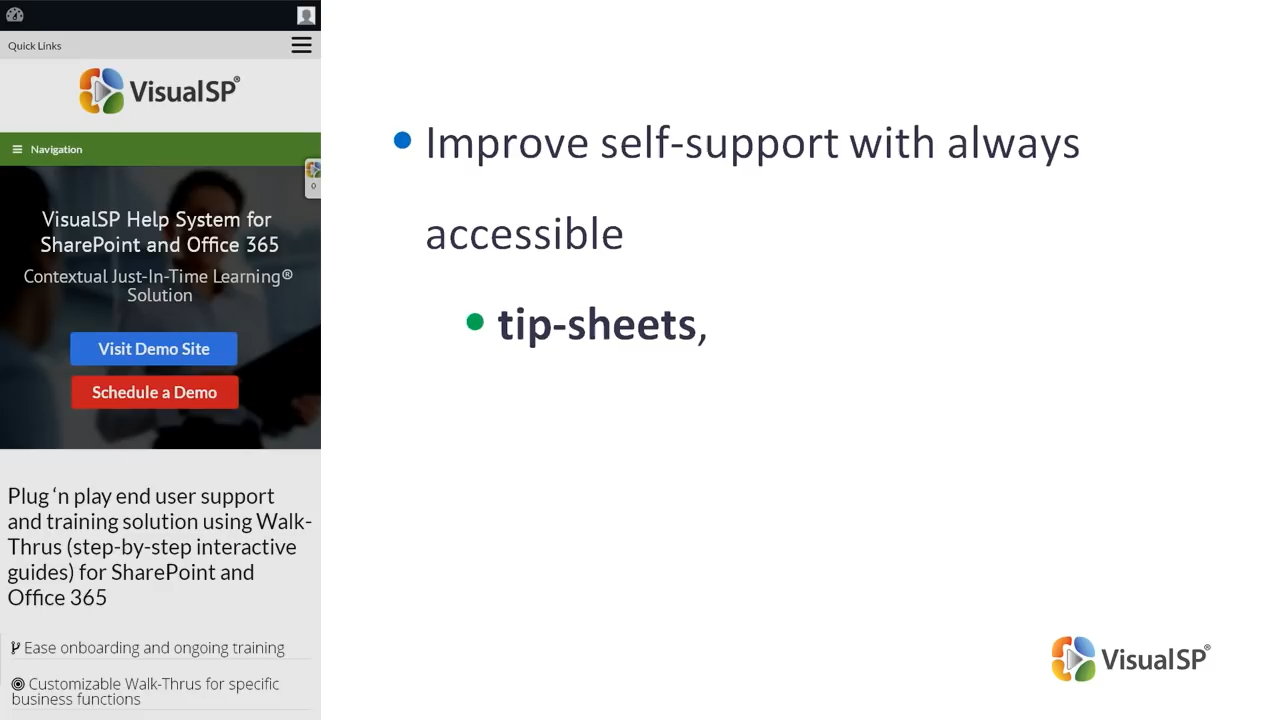 Quick Links
VisualSP®
Navigation
0
VisualSP Help System for
SharePoint and Office 365
Contextual Just-In-Time Learning®
Solution
Visit Demo Site
Schedule a Demo
Plug ‘n play end user support
and training solution using Walk-
Thrus (step-by-step interactive
guides) for SharePoint and
Office 365
Ease onboarding and ongoing training
Customizable Walk-Thrus for specific
business functions
• Improve self-support with always
accessible
• tip-sheets,
VisualSP®